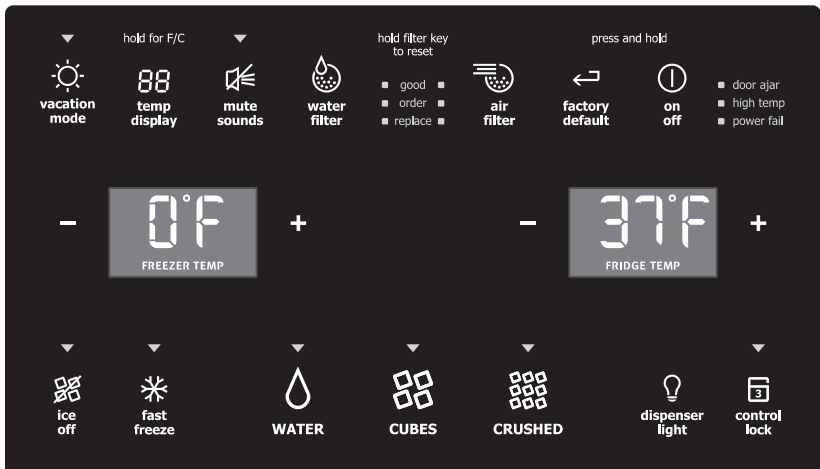 hold for F/C
hold filter key
to reset
press and hold
vacation
mode
88
temp
display
mute
sounds
water
filter
good
order
replace
air
filter
factory
default
on
off
door ajar
high temp
power fail
– 0°F +
FREEZER TEMP
– 37°F +
FRIDGE TEMP
ice
off
fast
freeze
WATER
CUBES
CRUSHED
dispenser
light
3
control
lock